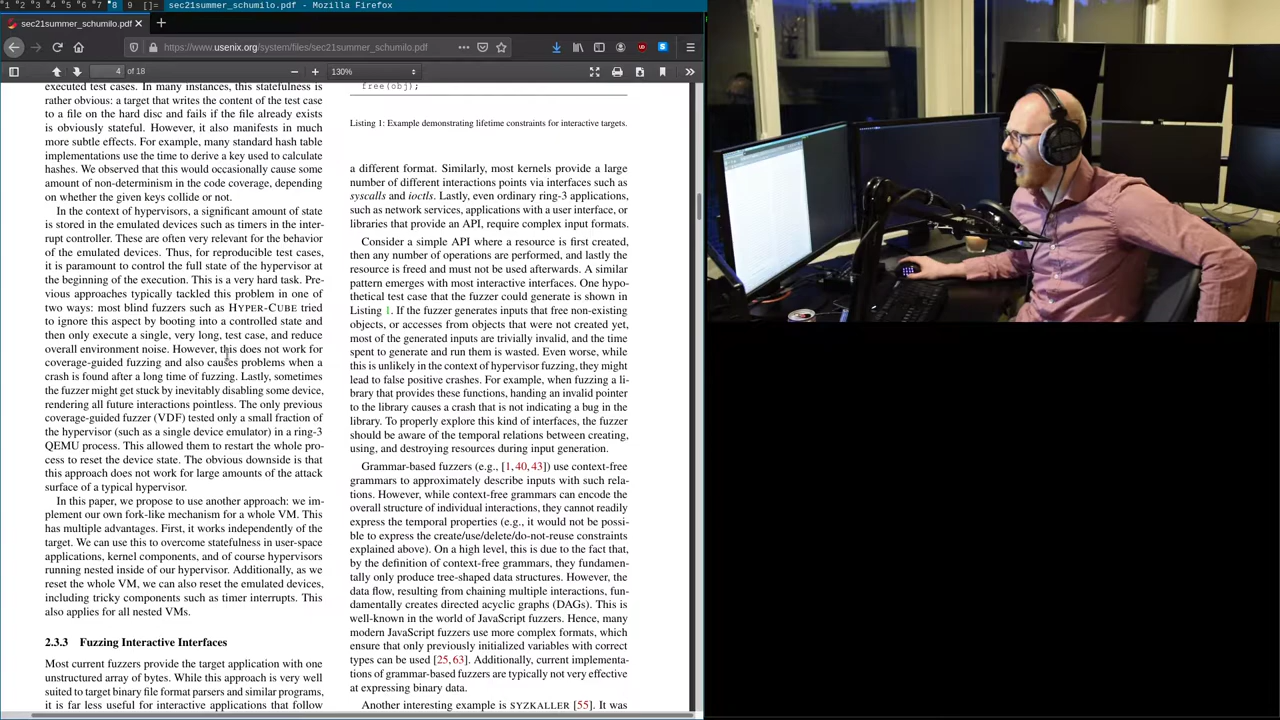 1 2 3 4 5 6 7 8 9 []= sec21summer_schumilo.pdf - Mozilla Firefox
sec21summer_schumilo.pdf
https://www.usenix.org/system/files/sec21summer_schumilo.pdf
4 of 18
130%
executed test cases. In many instances, this statefulness is
rather obvious: a target that writes the content of the test case
to a file on the hard disc and fails if the file already exists
is obviously stateful. However, it also manifests in much
more subtle effects. For example, many standard hash table
implementations use the time to derive a key used to calculate
hashes. We observed that this would occasionally cause some
amount of non-determinism in the code coverage, depending
on whether the given keys collide or not.
In the context of hypervisors, a significant amount of state
is stored in the emulated devices such as timers in the inter-
rupt controller. These are often very relevant for the behavior
of the emulated devices. Thus, for reproducible test cases,
it is paramount to control the full state of the hypervisor at
the beginning of the execution. This is a very hard task. Pre-
vious approaches typically tackled this problem in one of
two ways: most blind fuzzers such as HYPER-CUBE tried
to ignore this aspect by booting into a controlled state and
then only execute a single, very long, test case, and reduce
overall environment noise. However, this does not work for
coverage-guided fuzzing and also causes problems when a
crash is found after a long time of fuzzing. Lastly, sometimes
the fuzzer might get stuck by inevitably disabling some device,
rendering all future interactions pointless. The only previous
coverage-guided fuzzer (VDF) tested only a small fraction of
the hypervisor (such as a single device emulator) in a ring-3
QEMU process. This allowed them to restart the whole pro-
cess to reset the device state. The obvious downside is that
this approach does not work for large amounts of the attack
surface of a typical hypervisor.
In this paper, we propose to use another approach: we im-
plement our own fork-like mechanism for a whole VM. This
has multiple advantages. First, it works independently of the
target. We can use this to overcome statefulness in user-space
applications, kernel components, and of course hypervisors
running nested inside of our hypervisor. Additionally, as we
reset the whole VM, we can also reset the emulated devices,
including tricky components such as timer interrupts. This
also applies for all nested VMs.
2.3.3 Fuzzing Interactive Interfaces
Most current fuzzers provide the target application with one
unstructured array of bytes. While this approach is very well
suited to target binary file format parsers and similar programs,
it is far less useful for interactive applications that follow
free(obj);
Listing 1: Example demonstrating lifetime constraints for interactive targets.
a different format. Similarly, most kernels provide a large
number of different interactions points via interfaces such as
syscalls and ioctls. Lastly, even ordinary ring-3 applications,
such as network services, applications with a user interface, or
libraries that provide an API, require complex input formats.
Consider a simple API where a resource is first created,
then any number of operations are performed, and lastly the
resource is freed and must not be used afterwards. A similar
pattern emerges with most interactive interfaces. One hypo-
thetical test case that the fuzzer could generate is shown in
Listing 1. If the fuzzer generates inputs that free non-existing
objects, or accesses from objects that were not created yet,
most of the generated inputs are trivially invalid, and the time
spent to generate and run them is wasted. Even worse, while
this is unlikely in the context of hypervisor fuzzing, they might
lead to false positive crashes. For example, when fuzzing a li-
brary that provides these functions, handing an invalid pointer
to the library causes a crash that is not indicating a bug in the
library. To properly explore this kind of interfaces, the fuzzer
should be aware of the temporal relations between creating,
using, and destroying resources during input generation.
Grammar-based fuzzers (e.g., [1,40,43]) use context-free
grammars to approximately describe inputs with such rela-
tions. However, while context-free grammars can encode the
overall structure of individual interactions, they cannot readily
express the temporal properties (e.g., it would not be possi-
ble to express the create/use/delete/do-not-reuse constraints
explained above). On a high level, this is due to the fact that,
by the definition of context-free grammars, they fundamen-
tally only produce tree-shaped data structures. However, the
data flow, resulting from chaining multiple interactions, fun-
damentally creates directed acyclic graphs (DAGs). This is
well-known in the world of JavaScript fuzzers. Hence, many
modern JavaScript fuzzers use more complex formats, which
ensure that only previously initialized variables with correct
types can be used [25,63]. Additionally, current implementa-
tions of grammar-based fuzzers are typically not very effective
at expressing binary data.
Another interesting example is SYZKALLER [55]. It was